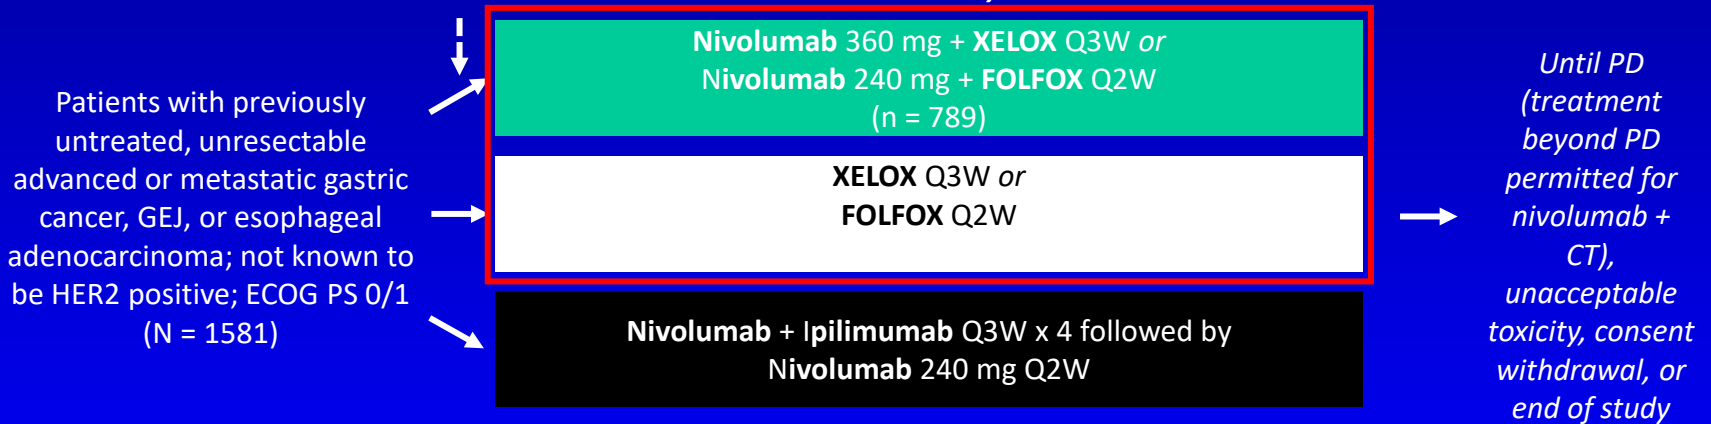 Patients with previously
untreated, unresectable
advanced or metastatic gastric
cancer, GEJ, or esophageal
adenocarcinoma; not known to
be HER2 positive; ECOG PS 0/1
(N = 1581)
Nivolumab 360 mg + XELOX Q3W or
Nivolumab 240 mg + FOLFOX Q2W
(n = 789)
XELOX Q3W or
FOLFOX Q2W
Nivolumab + Ipilimumab Q3W x 4 followed by
Nivolumab 240 mg Q2W
Until PD
(treatment
beyond PD
permitted for
nivolumab +
CT),
unacceptable
toxicity, consent
withdrawal, or
end of study